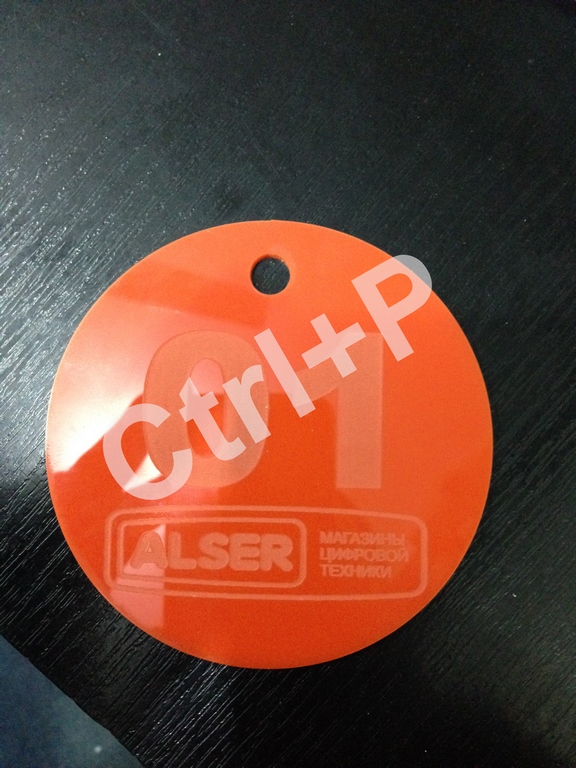 01
Ctrl+P
ALSER
МАГАЗИНЫ
ЦИФРОВОЙ
ТЕХНИКИ